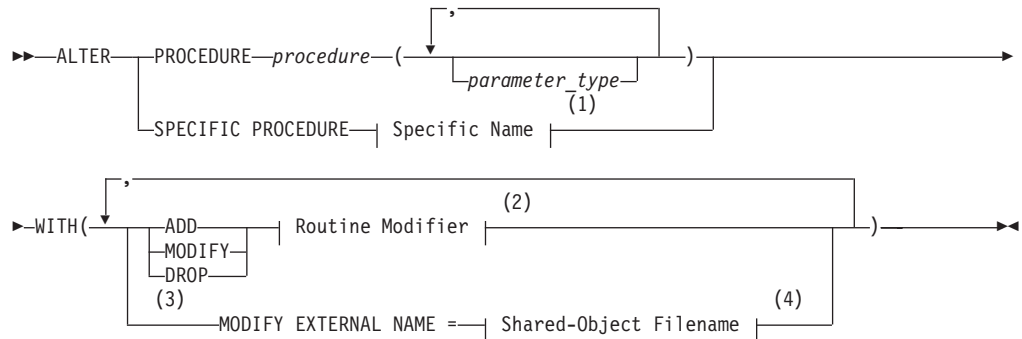 ,
ALTER PROCEDURE procedure ( )
parameter_type
(1)
SPECIFIC PROCEDURE Specific Name
,
(2)
WITH( ADD Routine Modifier )
MODIFY
DROP
(3) (4)
MODIFY EXTERNAL NAME = Shared-Object Filename